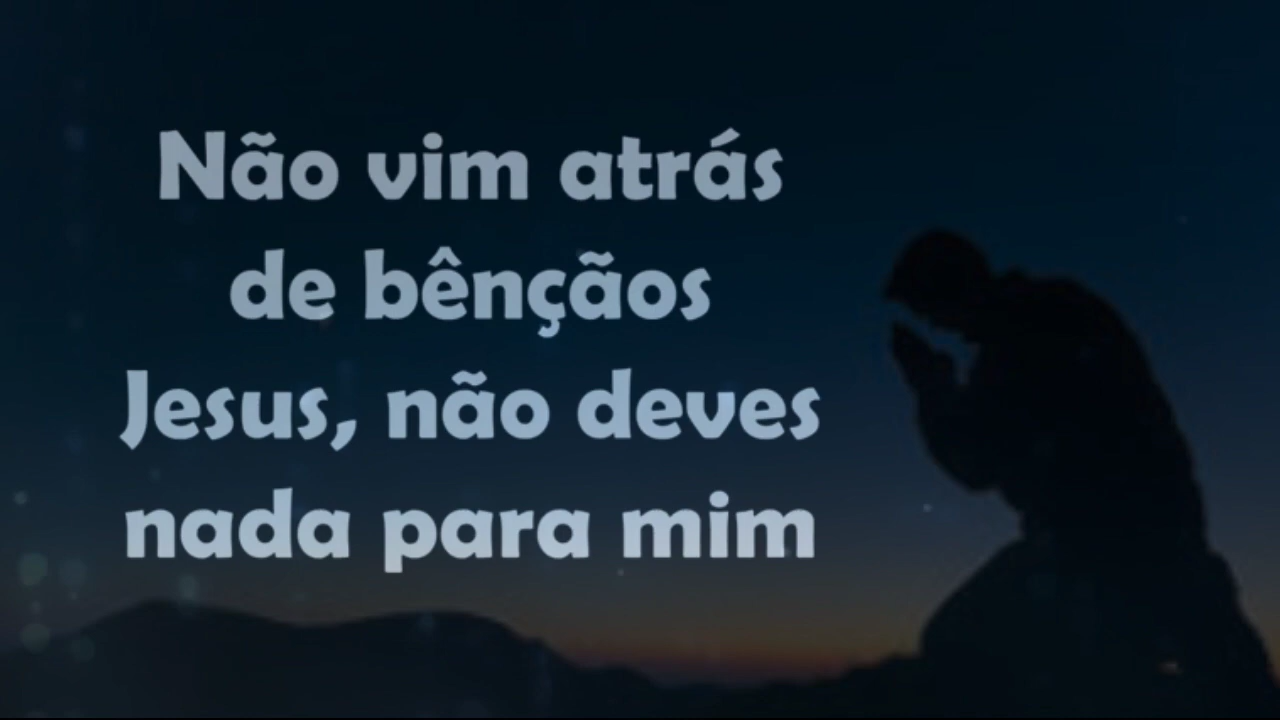 Não vim atrás
de bênçãos
Jesus, não deves
nada para mim